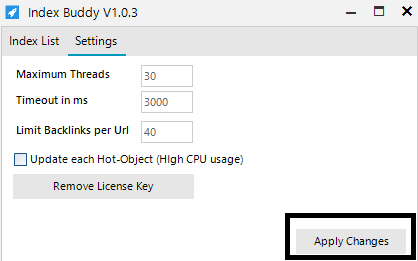 Index Buddy V1.0.3
Index List Settings
Maximum Threads 30
Timeout in ms 3000
Limit Backlinks per Url 40
Update each Hot-Object (HIgh CPU usage)
Remove License Key
Apply Changes